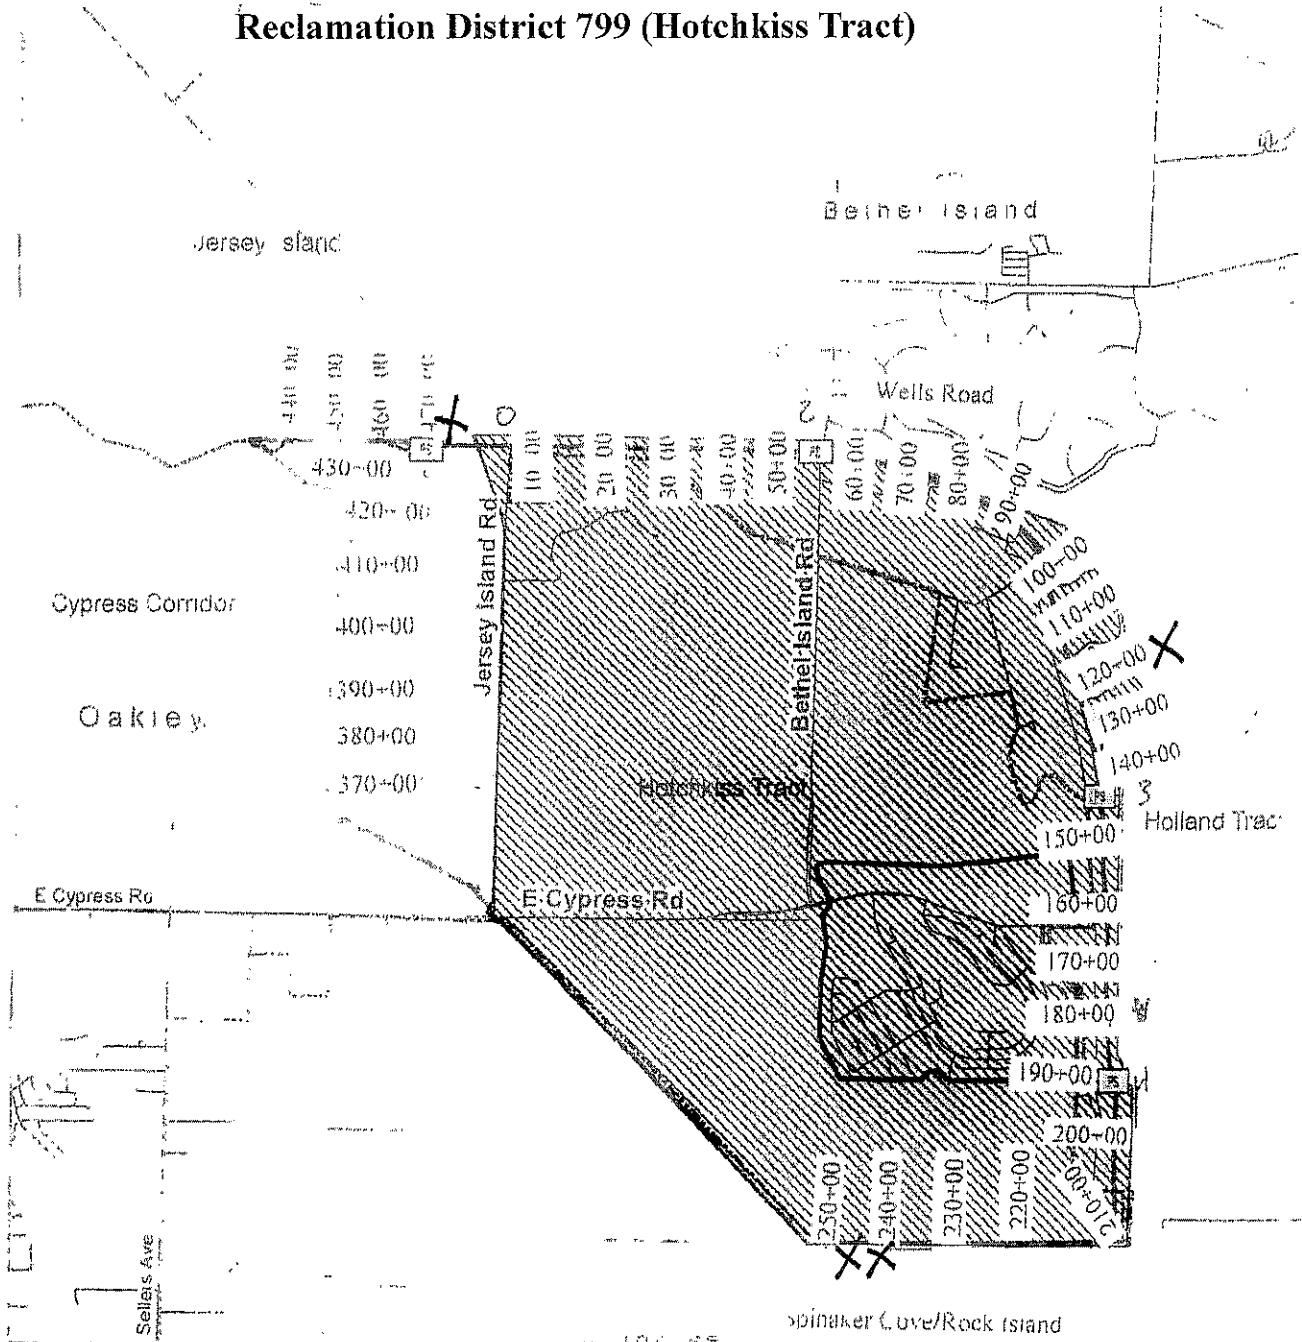 Reclamation District 799 (Hotchkiss Tract)
Bethel Island
Jersey Island
Wells Road
430+00
420+00
410+00
400+00
390+00
380+00
370+00
10 00
20 00
30 00
40+00
50+00
60+00
70+00
80+00
90+00
100+00
110+00
120+00
130+00
140+00
3
Holland Trac
150+00
160+00
170+00
180+00
190+00
4
200+00
210+00
220+00
230+00
240+00
250+00
Jersey Island Rd
Bethel Island Rd
Cypress Corridor
Oakley
Hotchkiss Tract
E Cypress Rd
E Cypress Rd
Sellers Ave
Spinaker Cove/Rock Island